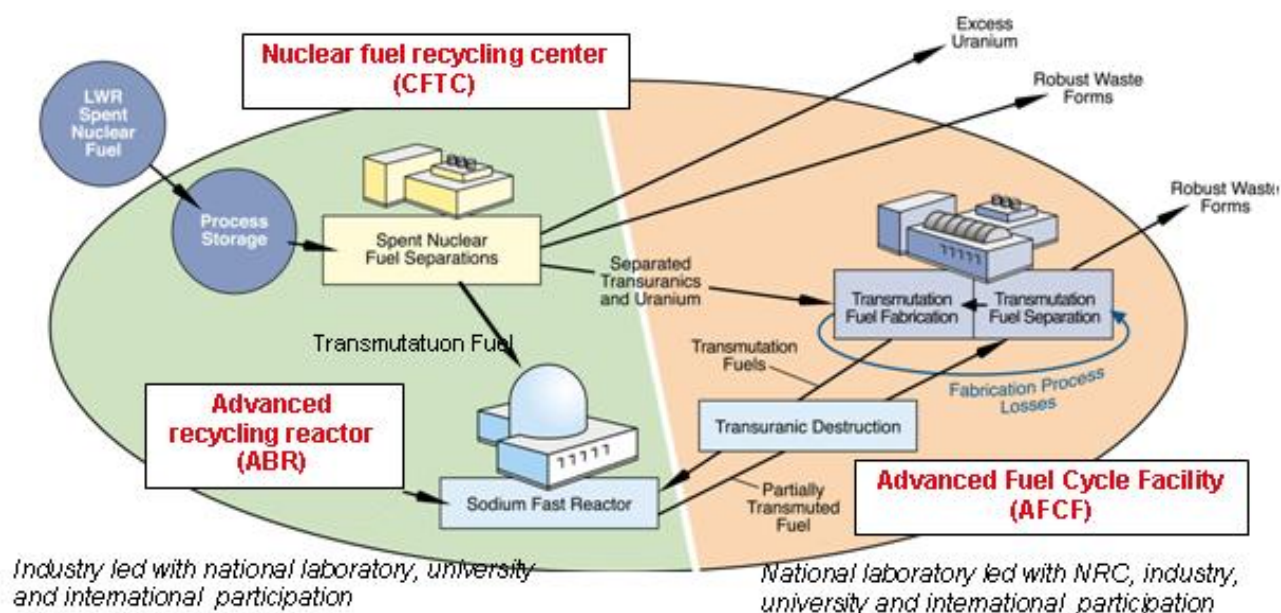 Nuclear fuel recycling center
(CFTC)
Excess
Uranium
Robust Waste
Forms
LWR
Spent
Nuclear
Fuel
Process
Storage
Spent Nuclear
Fuel Separations
Separated
Transuranics
and Uranium
Robust Waste
Forms
Transmutation
Fuel Fabrication
Transmutation
Fuel Separation
Transmutatuon Fuel
Transmutation
Fuels
Fabrication Process
Losses
Advanced
recycling reactor
(ABR)
Transuranic Destruction
Sodium Fast Reactor
Partially
Transmuted
Fuel
Advanced Fuel Cycle Facility
(AFCF)
Industry led with national laboratory, university
and international participation
National laboratory led with NRC, industry,
university and international participation